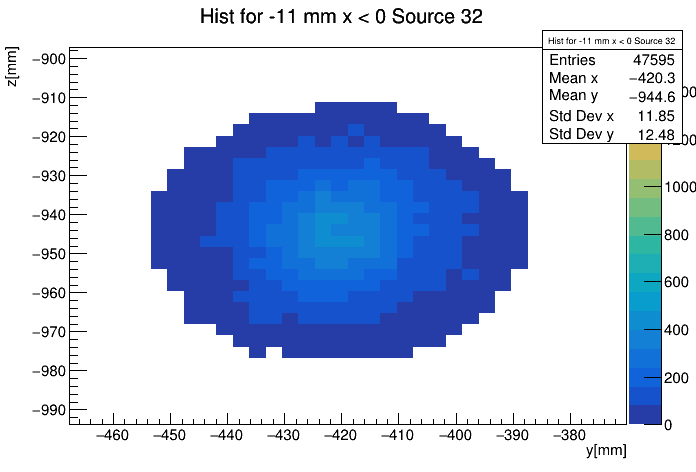 Hist for -11 mm x < 0 Source 32
z[mm]
Hist for -11 mm x < 0 Source 32
Entries 47595
Mean x −420.3
Mean y −944.6
Std Dev x 11.85
Std Dev y 12.48
−900
−910
−920
−930
−940
−950
−960
−970
−980
−990
1000
800
600
400
200
0
−460 −450 −440 −430 −420 −410 −400 −390 −380
y[mm]